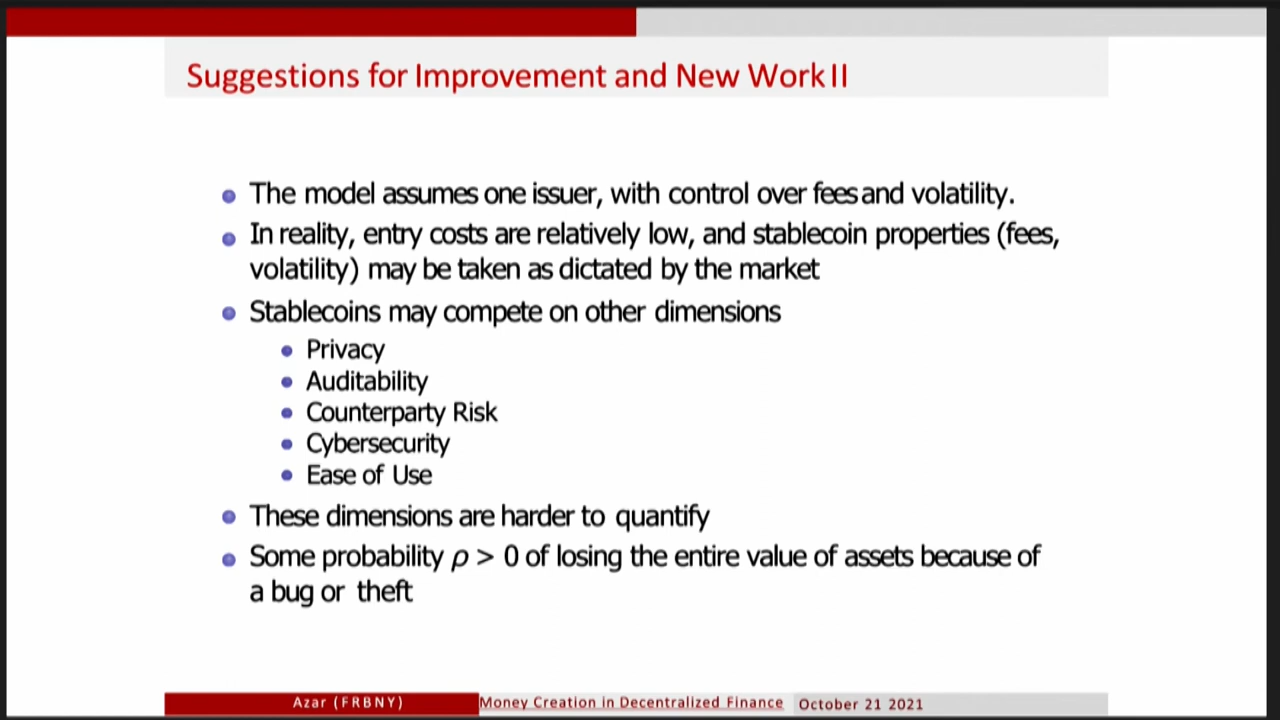 Suggestions for Improvement and New Work II
The model assumes one issuer, with control over fees and volatility.
In reality, entry costs are relatively low, and stablecoin properties (fees,
volatility) may be taken as dictated by the market
Stablecoins may compete on other dimensions
Privacy
Auditability
Counterparty Risk
Cybersecurity
Ease of Use
These dimensions are harder to quantify
Some probability ρ > 0 of losing the entire value of assets because of
a bug or theft
Azar (FRBNY) Money Creation in Decentralized Finance October 21 2021